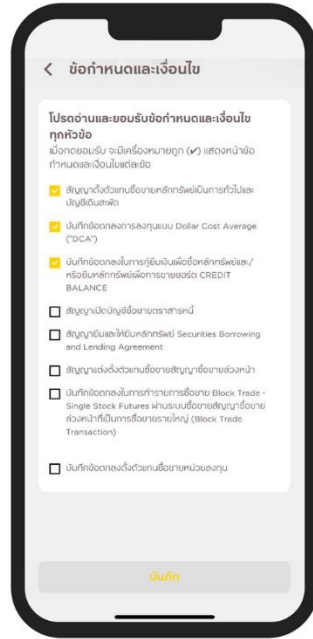 ข้อกำหนดและเงื่อนไข
โปรดอ่านและยอมรับข้อกำหนดและเงื่อนไข
ทุกหัวข้อ
เมื่อกดยอมรับ จะมีเครื่องหมายถูก (✔) แสดงหน้าข้อ
กำหนดและเงื่อนไขแต่ละข้อ
สัญญาตั้งตัวแทนซื้อขายหลักทรัพย์เป็นการทั่วไปและ
บัญชีเดินสะพัด
บันทึกข้อตกลงการลงทุนแบบ Dollar Cost Average
("DCA")
บันทึกข้อตกลงในการกู้ยืมเงินเพื่อซื้อหลักทรัพย์และ/
หรือยืมหลักทรัพย์เพื่อการขายชอร์ต CREDIT
BALANCE
สัญญาเปิดบัญชีซื้อขายตราสารหนี้
สัญญายืมและให้ยืมหลักทรัพย์ Securities Borrowing
and Lending Agreement
สัญญาแต่งตั้งตัวแทนซื้อขายสัญญาซื้อขายล่วงหน้า
บันทึกข้อตกลงในการทำรายการซื้อขาย Block Trade -
Single Stock Futures ผ่านระบบซื้อขายสัญญาซื้อขาย
ล่วงหน้าที่เป็นการซื้อขายรายใหญ่ (Block Trade
Transaction)
บันทึกข้อตกลงตั้งตัวแทนซื้อขายหน่วยลงทุน
บันทึก